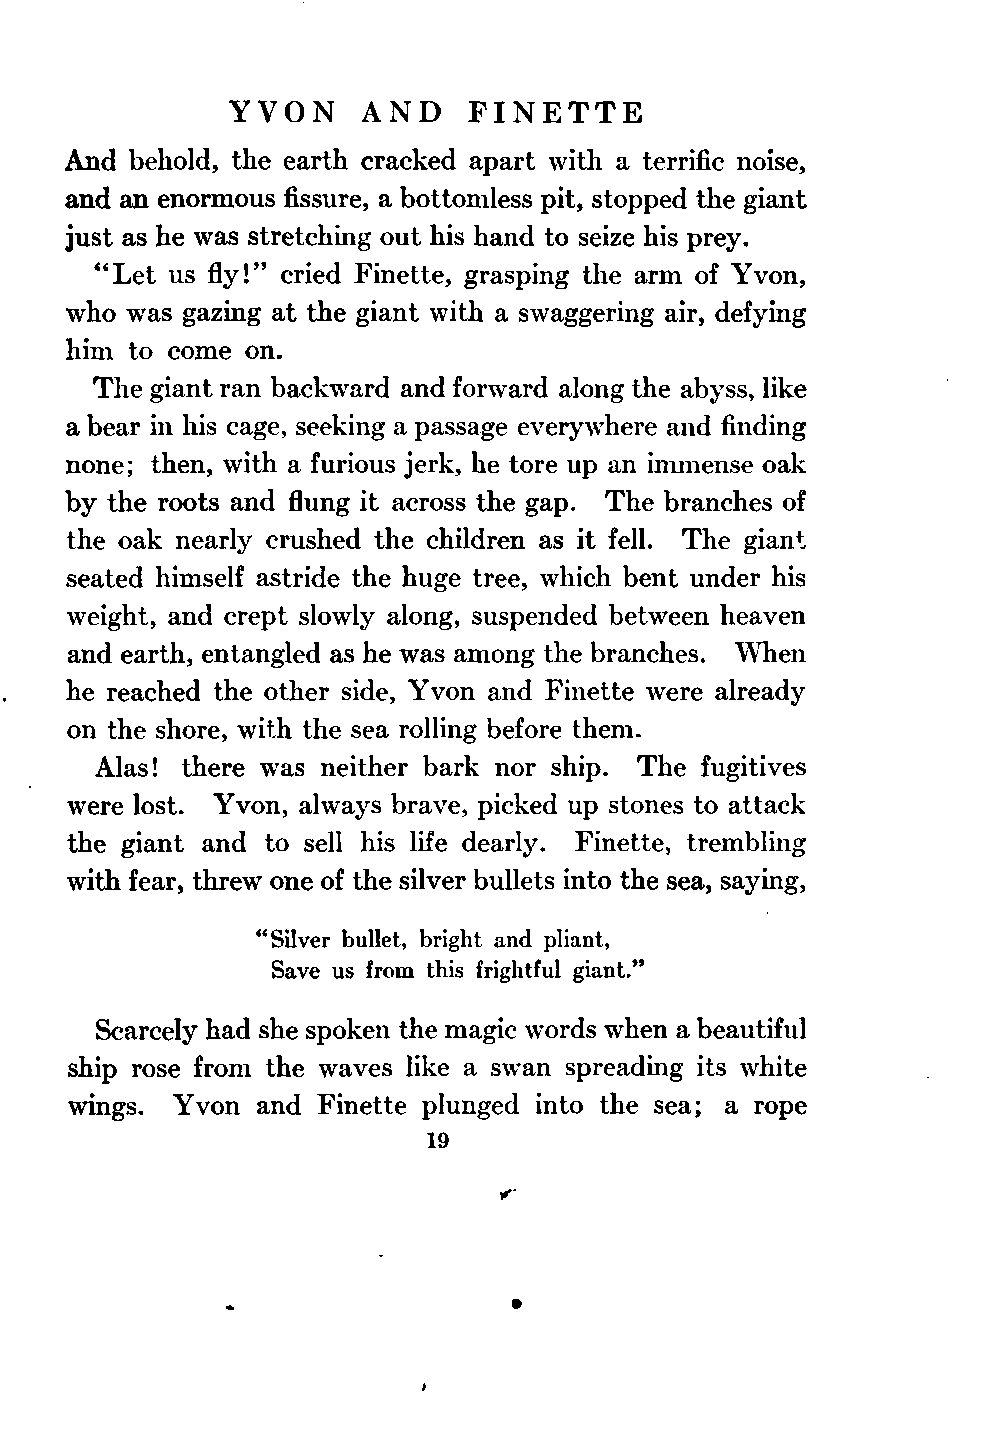 YVON AND FINETTE
And behold, the earth cracked apart with a terrific noise,
and an enormous fissure, a bottomless pit, stopped the giant
just as he was stretching out his hand to seize his prey.
“Let us fly!” cried Finette, grasping the arm of Yvon,
who was gazing at the giant with a swaggering air, defying
him to come on.
The giant ran backward and forward along the abyss, like
a bear in his cage, seeking a passage everywhere and finding
none; then, with a furious jerk, he tore up an immense oak
by the roots and flung it across the gap. The branches of
the oak nearly crushed the children as it fell. The giant
seated himself astride the huge tree, which bent under his
weight, and crept slowly along, suspended between heaven
and earth, entangled as he was among the branches. When
he reached the other side, Yvon and Finette were already
on the shore, with the sea rolling before them.
Alas! there was neither bark nor ship. The fugitives
were lost. Yvon, always brave, picked up stones to attack
the giant and to sell his life dearly. Finette, trembling
with fear, threw one of the silver bullets into the sea, saying,
“Silver bullet, bright and pliant,
Save us from this frightful giant.”
Scarcely had she spoken the magic words when a beautiful
ship rose from the waves like a swan spreading its white
wings. Yvon and Finette plunged into the sea; a rope
19